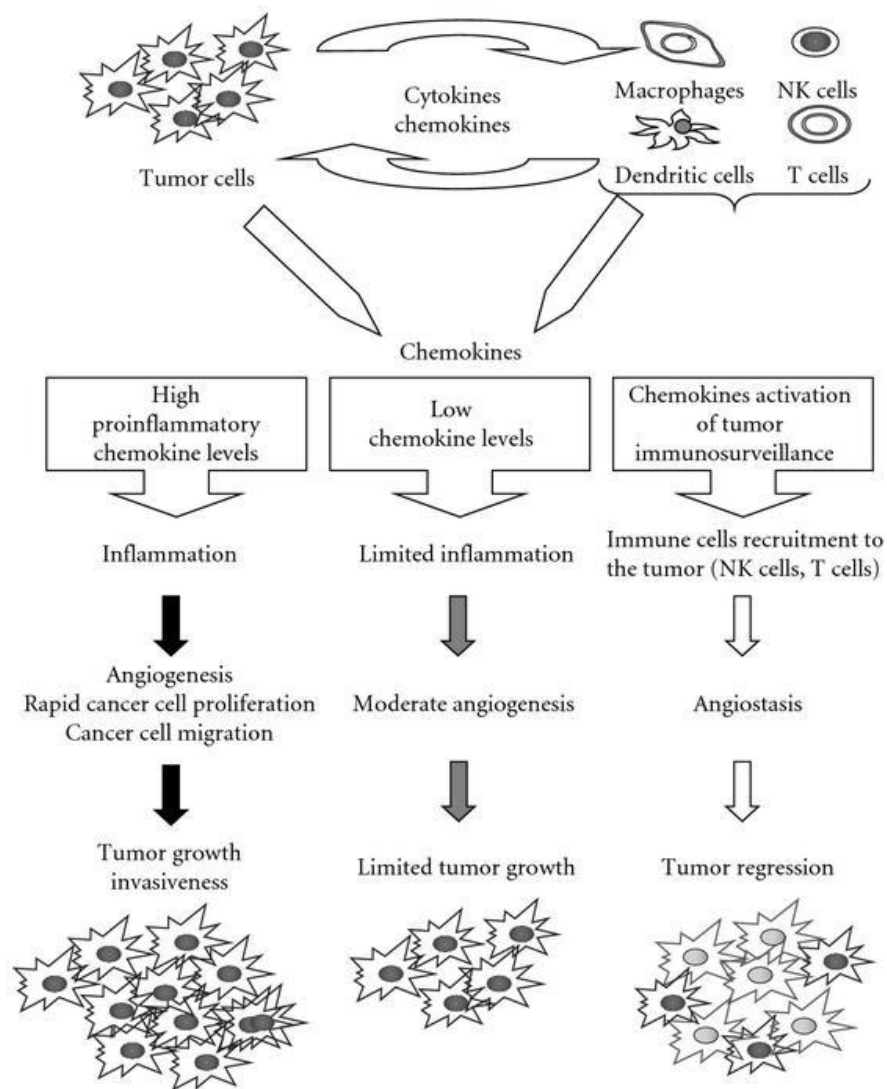 Cytokines
chemokines
Macrophages
NK cells
Tumor cells
Dendritic cells
T cells
Chemokines
High
proinflammatory
chemokine levels
Low
chemokine levels
Chemokines activation
of tumor
immunosurveillance
Inflammation
Limited inflammation
Immune cells recruitment to
the tumor (NK cells, T cells)
Angiogenesis
Rapid cancer cell proliferation
Cancer cell migration
Moderate angiogenesis
Angiostasis
Tumor growth
invasiveness
Limited tumor growth
Tumor regression